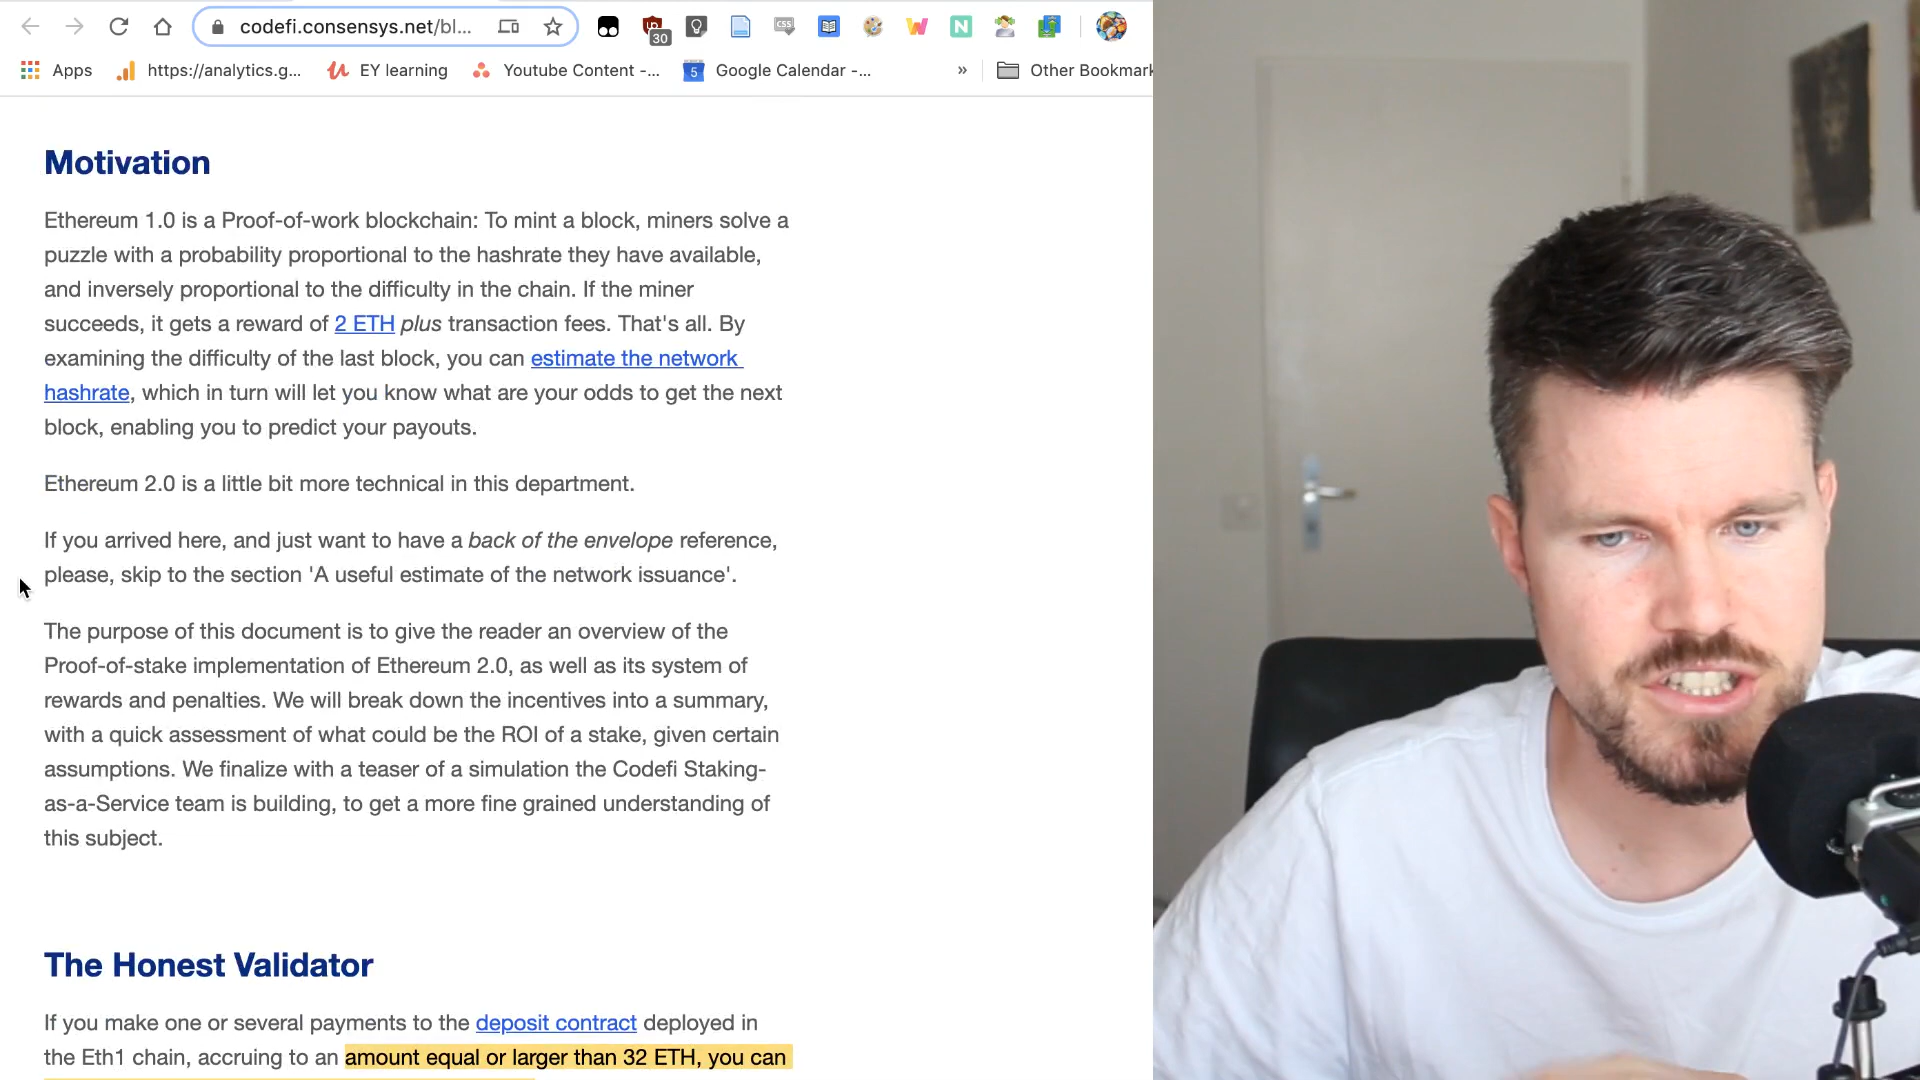 codefi.consensys.net/bl...
30
CSS
N
Apps
https://analytics.g...
EY learning
Youtube Content -...
5
Google Calendar -...
»
Other Bookmark
Motivation
Ethereum 1.0 is a Proof-of-work blockchain: To mint a block, miners solve a
puzzle with a probability proportional to the hashrate they have available,
and inversely proportional to the difficulty in the chain. If the miner
succeeds, it gets a reward of 2 ETH plus transaction fees. That's all. By
examining the difficulty of the last block, you can estimate the network
hashrate, which in turn will let you know what are your odds to get the next
block, enabling you to predict your payouts.
Ethereum 2.0 is a little bit more technical in this department.
If you arrived here, and just want to have a back of the envelope reference,
please, skip to the section 'A useful estimate of the network issuance'.
The purpose of this document is to give the reader an overview of the
Proof-of-stake implementation of Ethereum 2.0, as well as its system of
rewards and penalties. We will break down the incentives into a summary,
with a quick assessment of what could be the ROI of a stake, given certain
assumptions. We finalize with a teaser of a simulation the Codefi Staking-
as-a-Service team is building, to get a more fine grained understanding of
this subject.
The Honest Validator
If you make one or several payments to the deposit contract deployed in
the Eth1 chain, accruing to an amount equal or larger than 32 ETH, you can